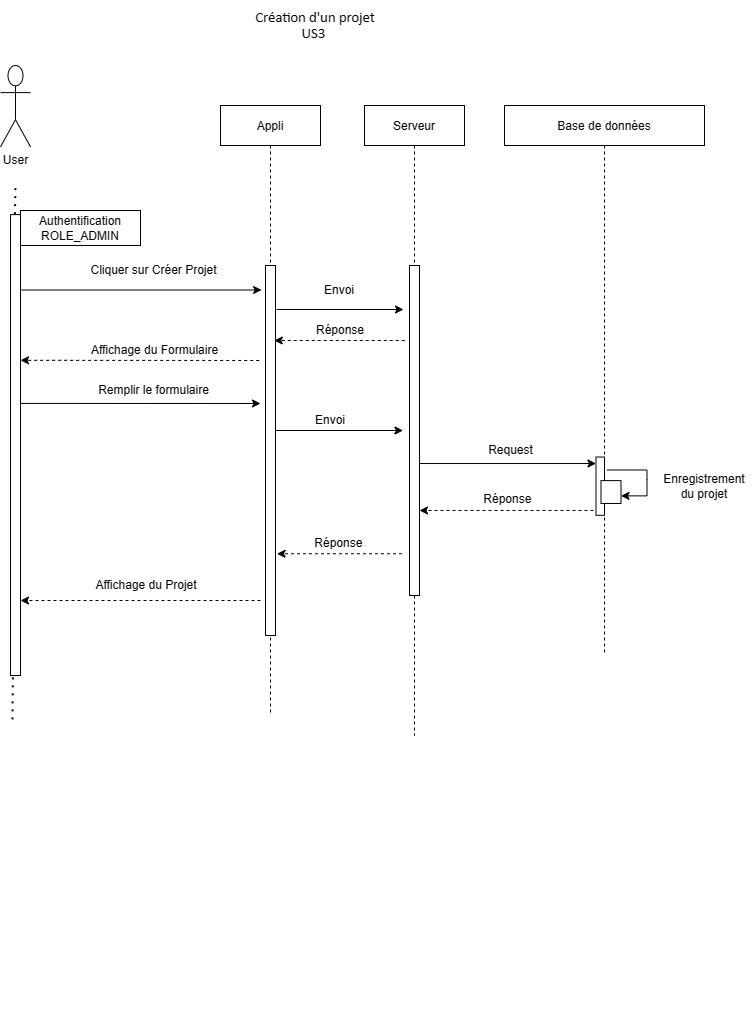 Création d'un projet
US3
User
Appli
Serveur
Base de données
Authentification
ROLE_ADMIN
Cliquer sur Créer Projet
Envoi
Réponse
Affichage du Formulaire
Remplir le formulaire
Envoi
Request
Enregistrement
du projet
Réponse
Réponse
Affichage du Projet